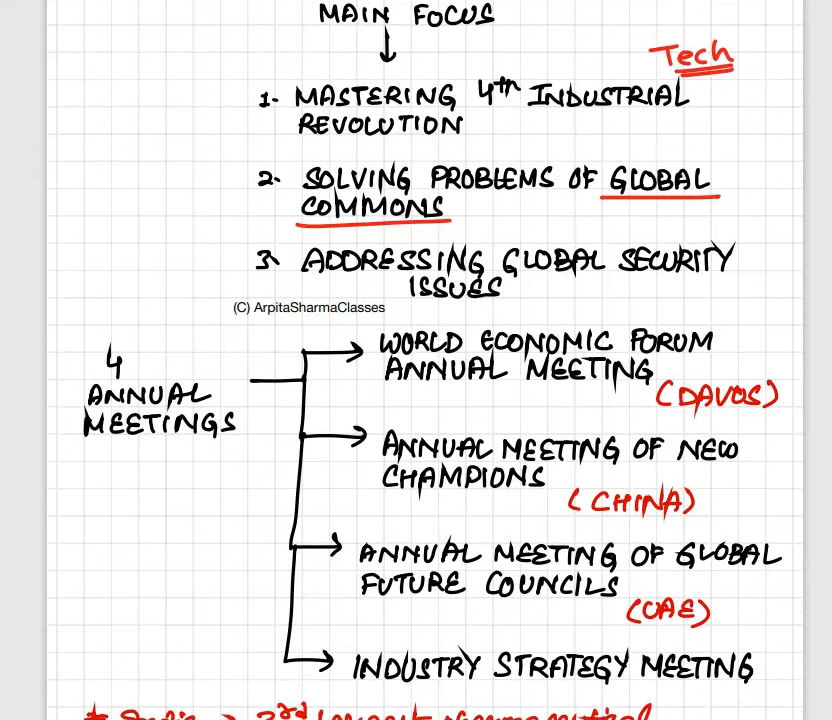 MAIN FOCUS
Tech
1- MASTERING 4th INDUSTRIAL
REVOLUTION
2- SOLVING PROBLEMS OF GLOBAL
COMMONS
3- ADDRESSING GLOBAL SECURITY
ISSUES
(C) ArpitaSharmaClasses
4
ANNUAL
MEETINGS
WORLD ECONOMIC FORUM
ANNUAL MEETING
(DAVOS)
ANNUAL MEETING OF NEW
CHAMPIONS
(CHINA)
ANNUAL MEETING OF GLOBAL
FUTURE COUNCILS
(UAE)
INDUSTRY STRATEGY MEETING